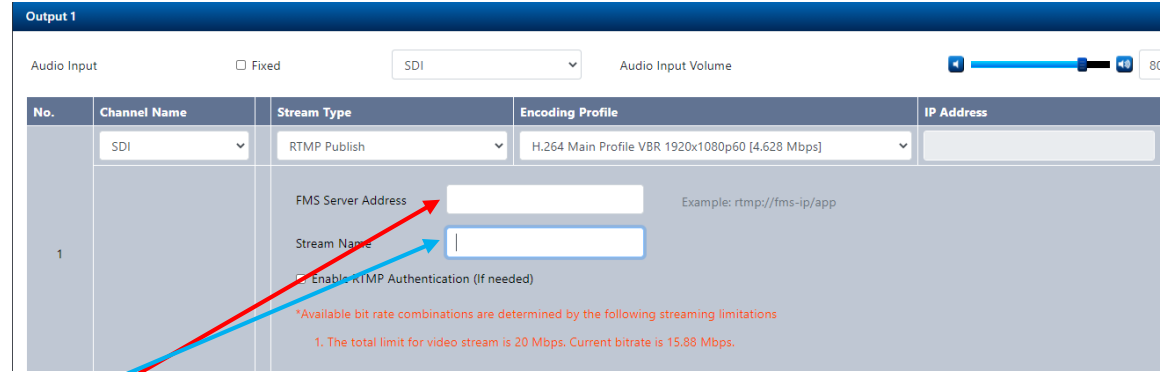 Output 1
Audio Input Fixed SDI Audio Input Volume 80
No. Channel Name Stream Type Encoding Profile IP Address
SDI RTMP Publish H.264 Main Profile VBR 1920x1080p60 [4.628 Mbps]
FMS Server Address Example: rtmp://fms-ip/app
1 Stream Name
Enable RTMP Authentication (If needed)
*Available bit rate combinations are determined by the following streaming limitations
1. The total limit for video stream is 20 Mbps. Current bitrate is 15.88 Mbps.